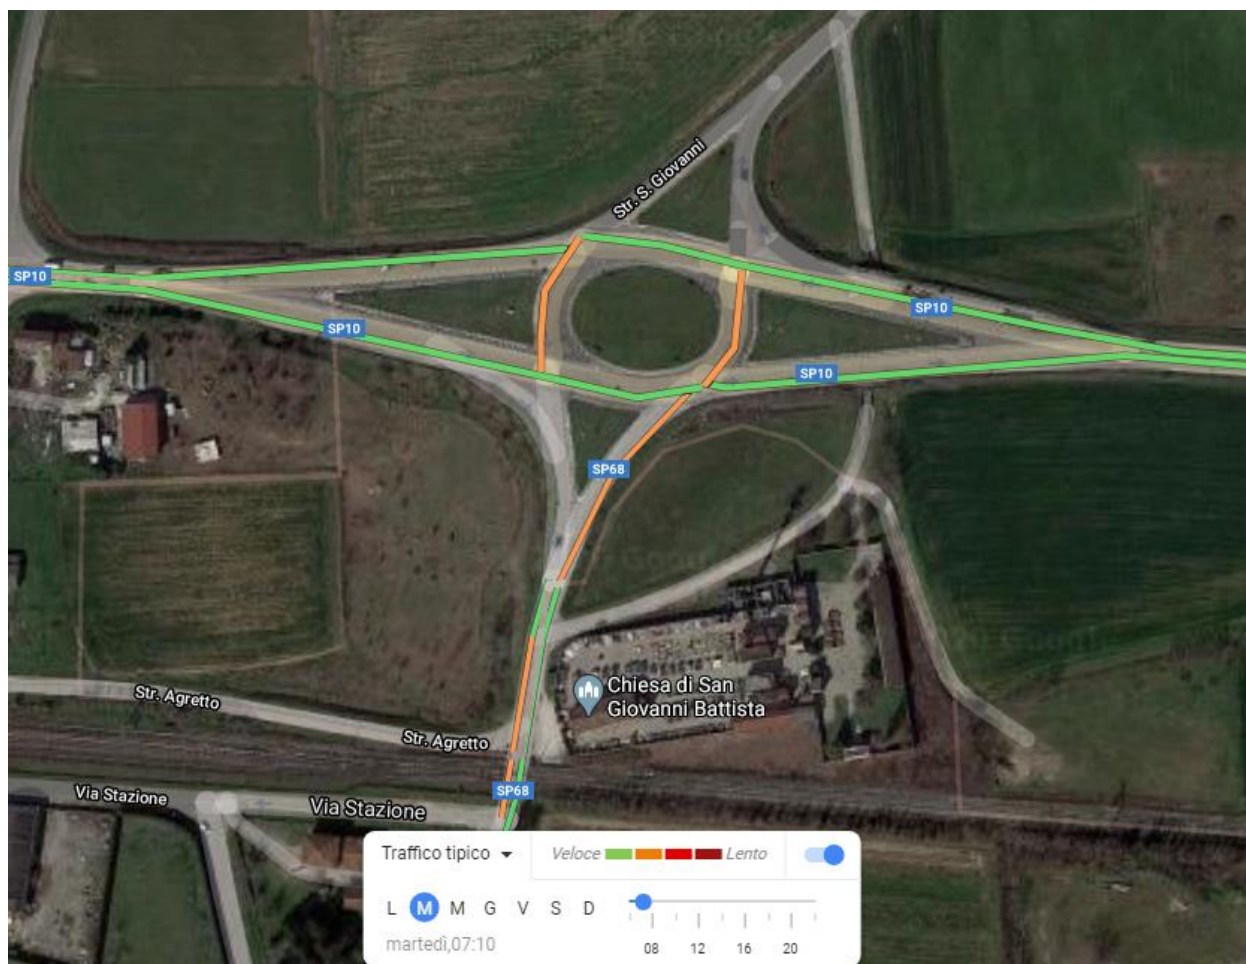 Str. S. Giovanni
SP10
SP10
SP10
SP10
SP68
Chiesa di San
Giovanni Battista
Str. Agretto
Str. Agretto
SP68
Via Stazione
Via Stazione
Traffico tipico
Veloce Lento
L M M G V S D
08 12 16 20
martedì,07:10